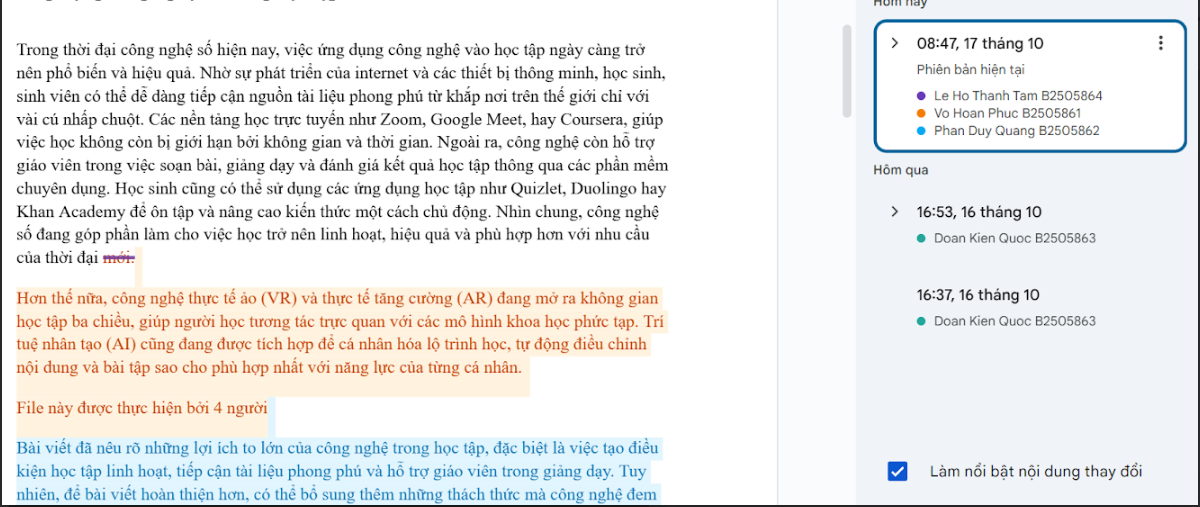 Trong thời đại công nghệ số hiện nay, việc ứng dụng công nghệ vào học tập ngày càng trở
nên phổ biến và hiệu quả. Nhờ sự phát triển của internet và các thiết bị thông minh, học sinh,
sinh viên có thể dễ dàng tiếp cận nguồn tài liệu phong phú từ khắp nơi trên thế giới chỉ với
vài cú nhấp chuột. Các nền tảng học trực tuyến như Zoom, Google Meet, hay Coursera, giúp
việc học không còn bị giới hạn bởi không gian và thời gian. Ngoài ra, công nghệ còn hỗ trợ
giáo viên trong việc soạn bài, giảng dạy và đánh giá kết quả học tập thông qua các phần mềm
chuyên dụng. Học sinh cũng có thể sử dụng các ứng dụng học tập như Quizlet, Duolingo hay
Khan Academy để ôn tập và nâng cao kiến thức một cách chủ động. Nhìn chung, công nghệ
số đang góp phần làm cho việc học trở nên linh hoạt, hiệu quả và phù hợp hơn với nhu cầu
của thời đại mới.
Hơn thế nữa, công nghệ thực tế ảo (VR) và thực tế tăng cường (AR) đang mở ra không gian
học tập ba chiều, giúp người học tương tác trực quan với các mô hình khoa học phức tạp. Trí
tuệ nhân tạo (AI) cũng đang được tích hợp để cá nhân hóa lộ trình học, tự động điều chỉnh
nội dung và bài tập sao cho phù hợp nhất với năng lực của từng cá nhân.
File này được thực hiện bởi 4 người
Bài viết đã nêu rõ những lợi ích to lớn của công nghệ trong học tập, đặc biệt là việc tạo điều
kiện học tập linh hoạt, tiếp cận tài liệu phong phú và hỗ trợ giáo viên trong giảng dạy. Tuy
nhiên, để bài viết hoàn thiện hơn, có thể bổ sung thêm những thách thức mà công nghệ đem
Hôm nay
08:47, 17 tháng 10
Phiên bản hiện tại
Le Ho Thanh Tam B2505864
Vo Hoan Phuc B2505861
Phan Duy Quang B2505862
Hôm qua
16:53, 16 tháng 10
Doan Kien Quoc B2505863
16:37, 16 tháng 10
Doan Kien Quoc B2505863
Làm nổi bật nội dung thay đổi